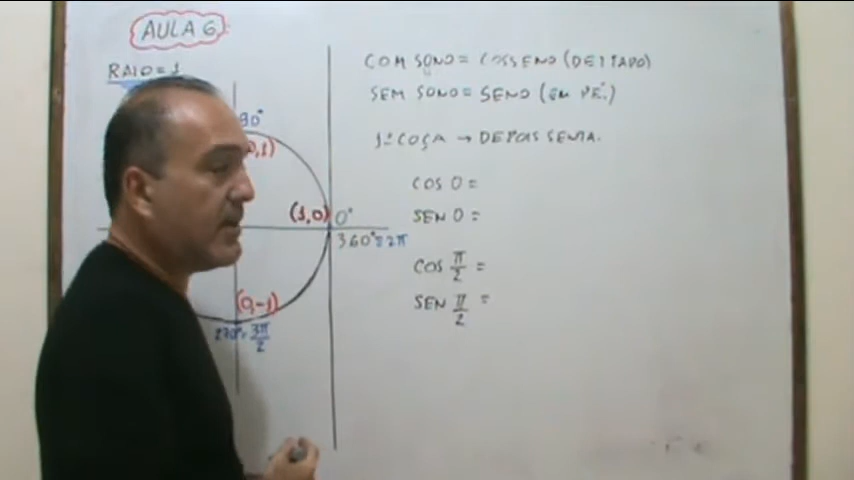 AULA 6
RAIO = 1
COM SONO = COSSENO (DEITADO)
SEM SONO = SENO (EM PÉ)
1º COÇA → DEPOIS SENTA.
90°
,1)
COS 0 =
SEN 0 =
(1,0) 0°
360° = 2π
COS π/2 =
SEN π/2 =
(0,-1)
270° = 3π/2